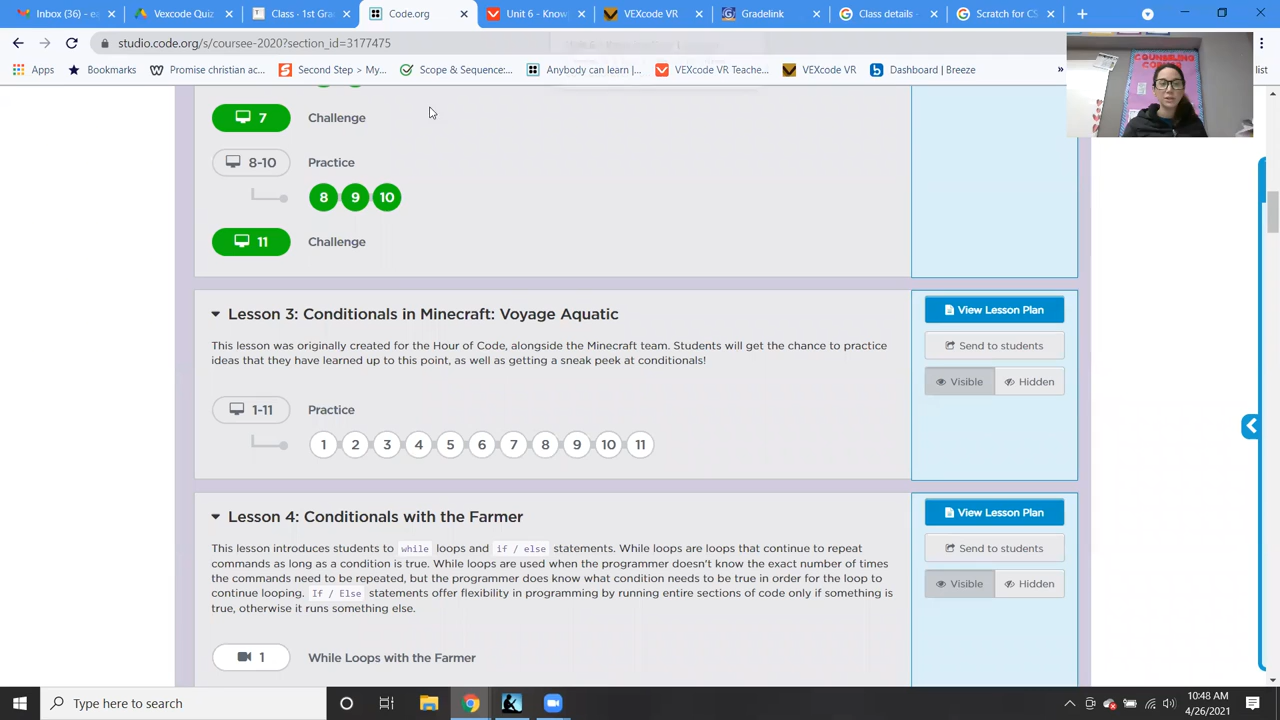 Inbox (36) - e
Vexcode Quiz
Class - 1st Grad
Code.org
Unit 6 - Know
VEXcode VR
Gradelink
Class details -
Scratch for CS
studio.code.org/s/coursee-2020?section_id=3177475
Apps
Bookmarks
Promise christian ac...
Second Step > My...
Anybody can learn |...
VEXcode VR Teache...
VEXcode VR
Dashboard | Breeze
»
list
COUNSELING
7 Challenge
8-10 Practice
8 9 10
11 Challenge
Lesson 3: Conditionals in Minecraft: Voyage Aquatic
View Lesson Plan
This lesson was originally created for the Hour of Code, alongside the Minecraft team. Students will get the chance to practice
ideas that they have learned up to this point, as well as getting a sneak peek at conditionals!
Send to students
Visible Hidden
1-11 Practice
1 2 3 4 5 6 7 8 9 10 11
Lesson 4: Conditionals with the Farmer
View Lesson Plan
This lesson introduces students to while loops and if / else statements. While loops are loops that continue to repeat
commands as long as a condition is true. While loops are used when the programmer doesn't know the exact number of times
the commands need to be repeated, but the programmer does know what condition needs to be true in order for the loop to
continue looping. If / Else statements offer flexibility in programming by running entire sections of code only if something is
true, otherwise it runs something else.
Send to students
Visible Hidden
1 While Loops with the Farmer
Type here to search
10:48 AM
4/26/2021